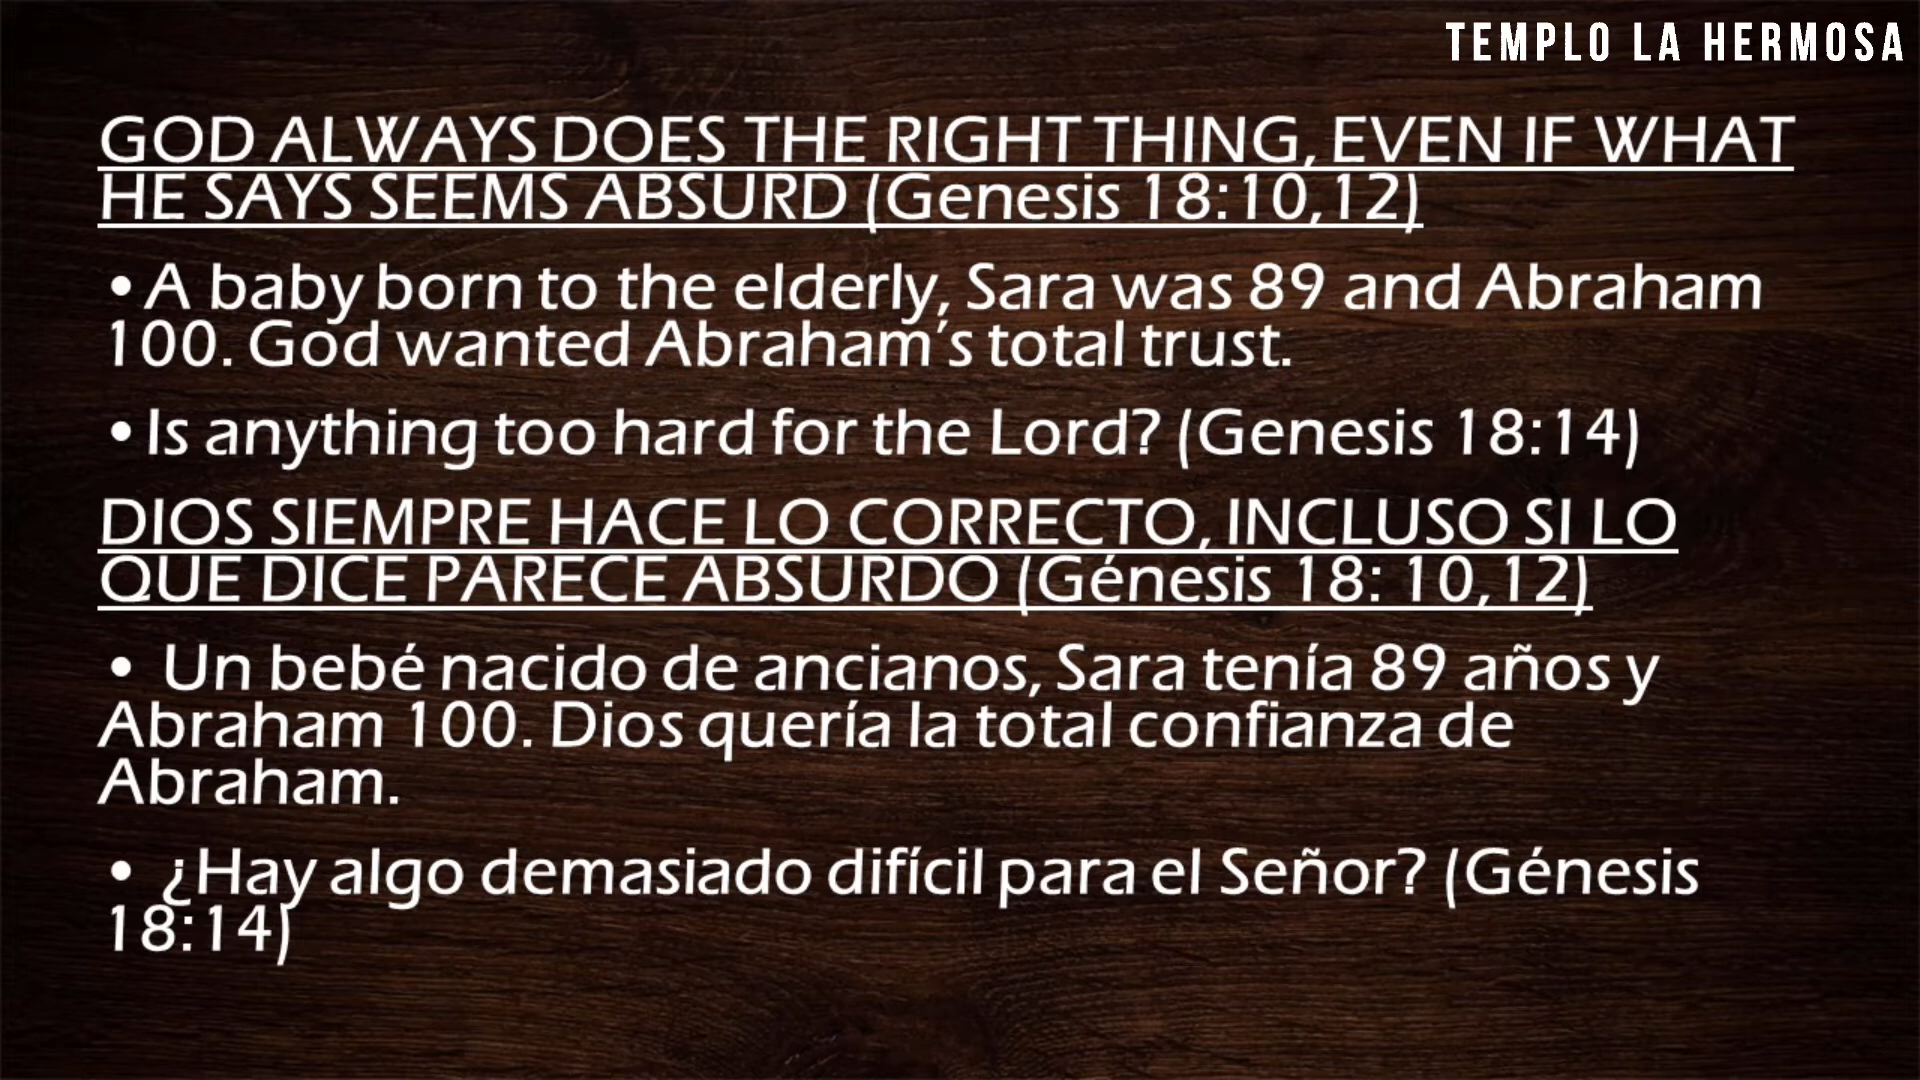 TEMPLO LA HERMOSA
GOD ALWAYS DOES THE RIGHT THING, EVEN IF WHAT
HE SAYS SEEMS ABSURD (Genesis 18:10,12)
• A baby born to the elderly, Sara was 89 and Abraham
100. God wanted Abraham's total trust.
• Is anything too hard for the Lord? (Genesis 18:14)
DIOS SIEMPRE HACE LO CORRECTO, INCLUSO SI LO
QUE DICE PARECE ABSURDO (Génesis 18: 10,12)
• Un bebé nacido de ancianos, Sara tenía 89 años y
Abraham 100. Dios quería la total confianza de
Abraham.
• ¿Hay algo demasiado difícil para el Señor? (Génesis
18:14)